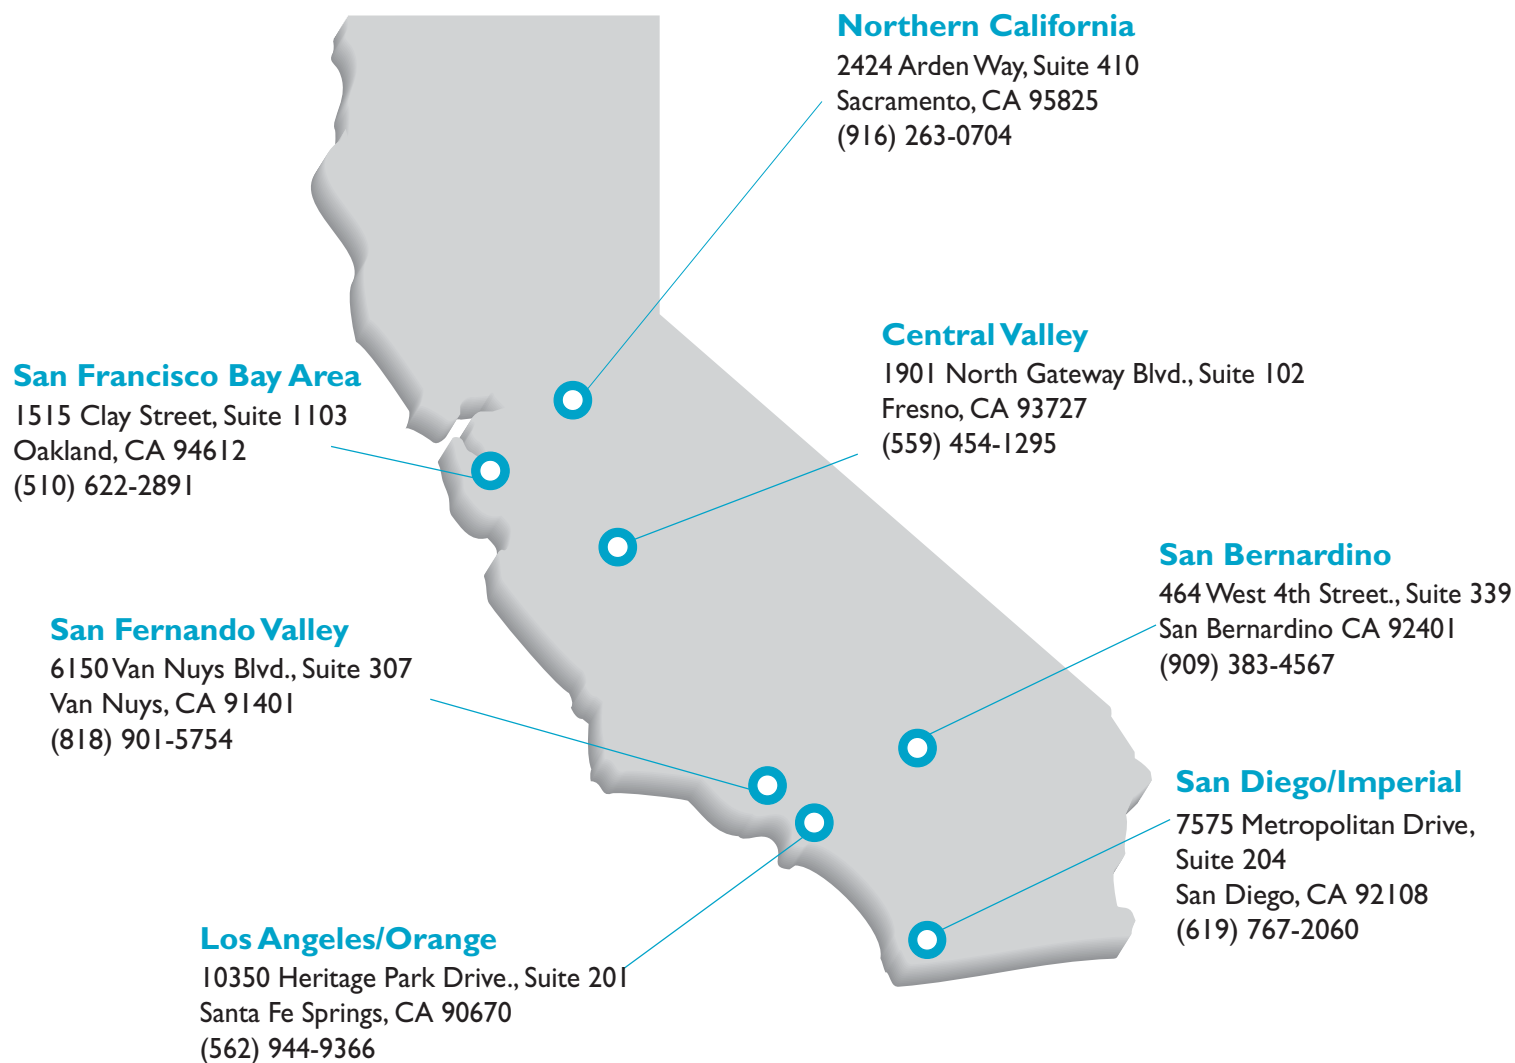 Northern California
2424 Arden Way, Suite 410
Sacramento, CA 95825
(916) 263-0704
Central Valley
1901 North Gateway Blvd., Suite 102
Fresno, CA 93727
(559) 454-1295
San Francisco Bay Area
1515 Clay Street, Suite 1103
Oakland, CA 94612
(510) 622-2891
San Bernardino
464 West 4th Street., Suite 339
San Bernardino CA 92401
(909) 383-4567
San Fernando Valley
6150 Van Nuys Blvd., Suite 307
Van Nuys, CA 91401
(818) 901-5754
San Diego/Imperial
7575 Metropolitan Drive,
Suite 204
San Diego, CA 92108
(619) 767-2060
Los Angeles/Orange
10350 Heritage Park Drive., Suite 201
Santa Fe Springs, CA 90670
(562) 944-9366